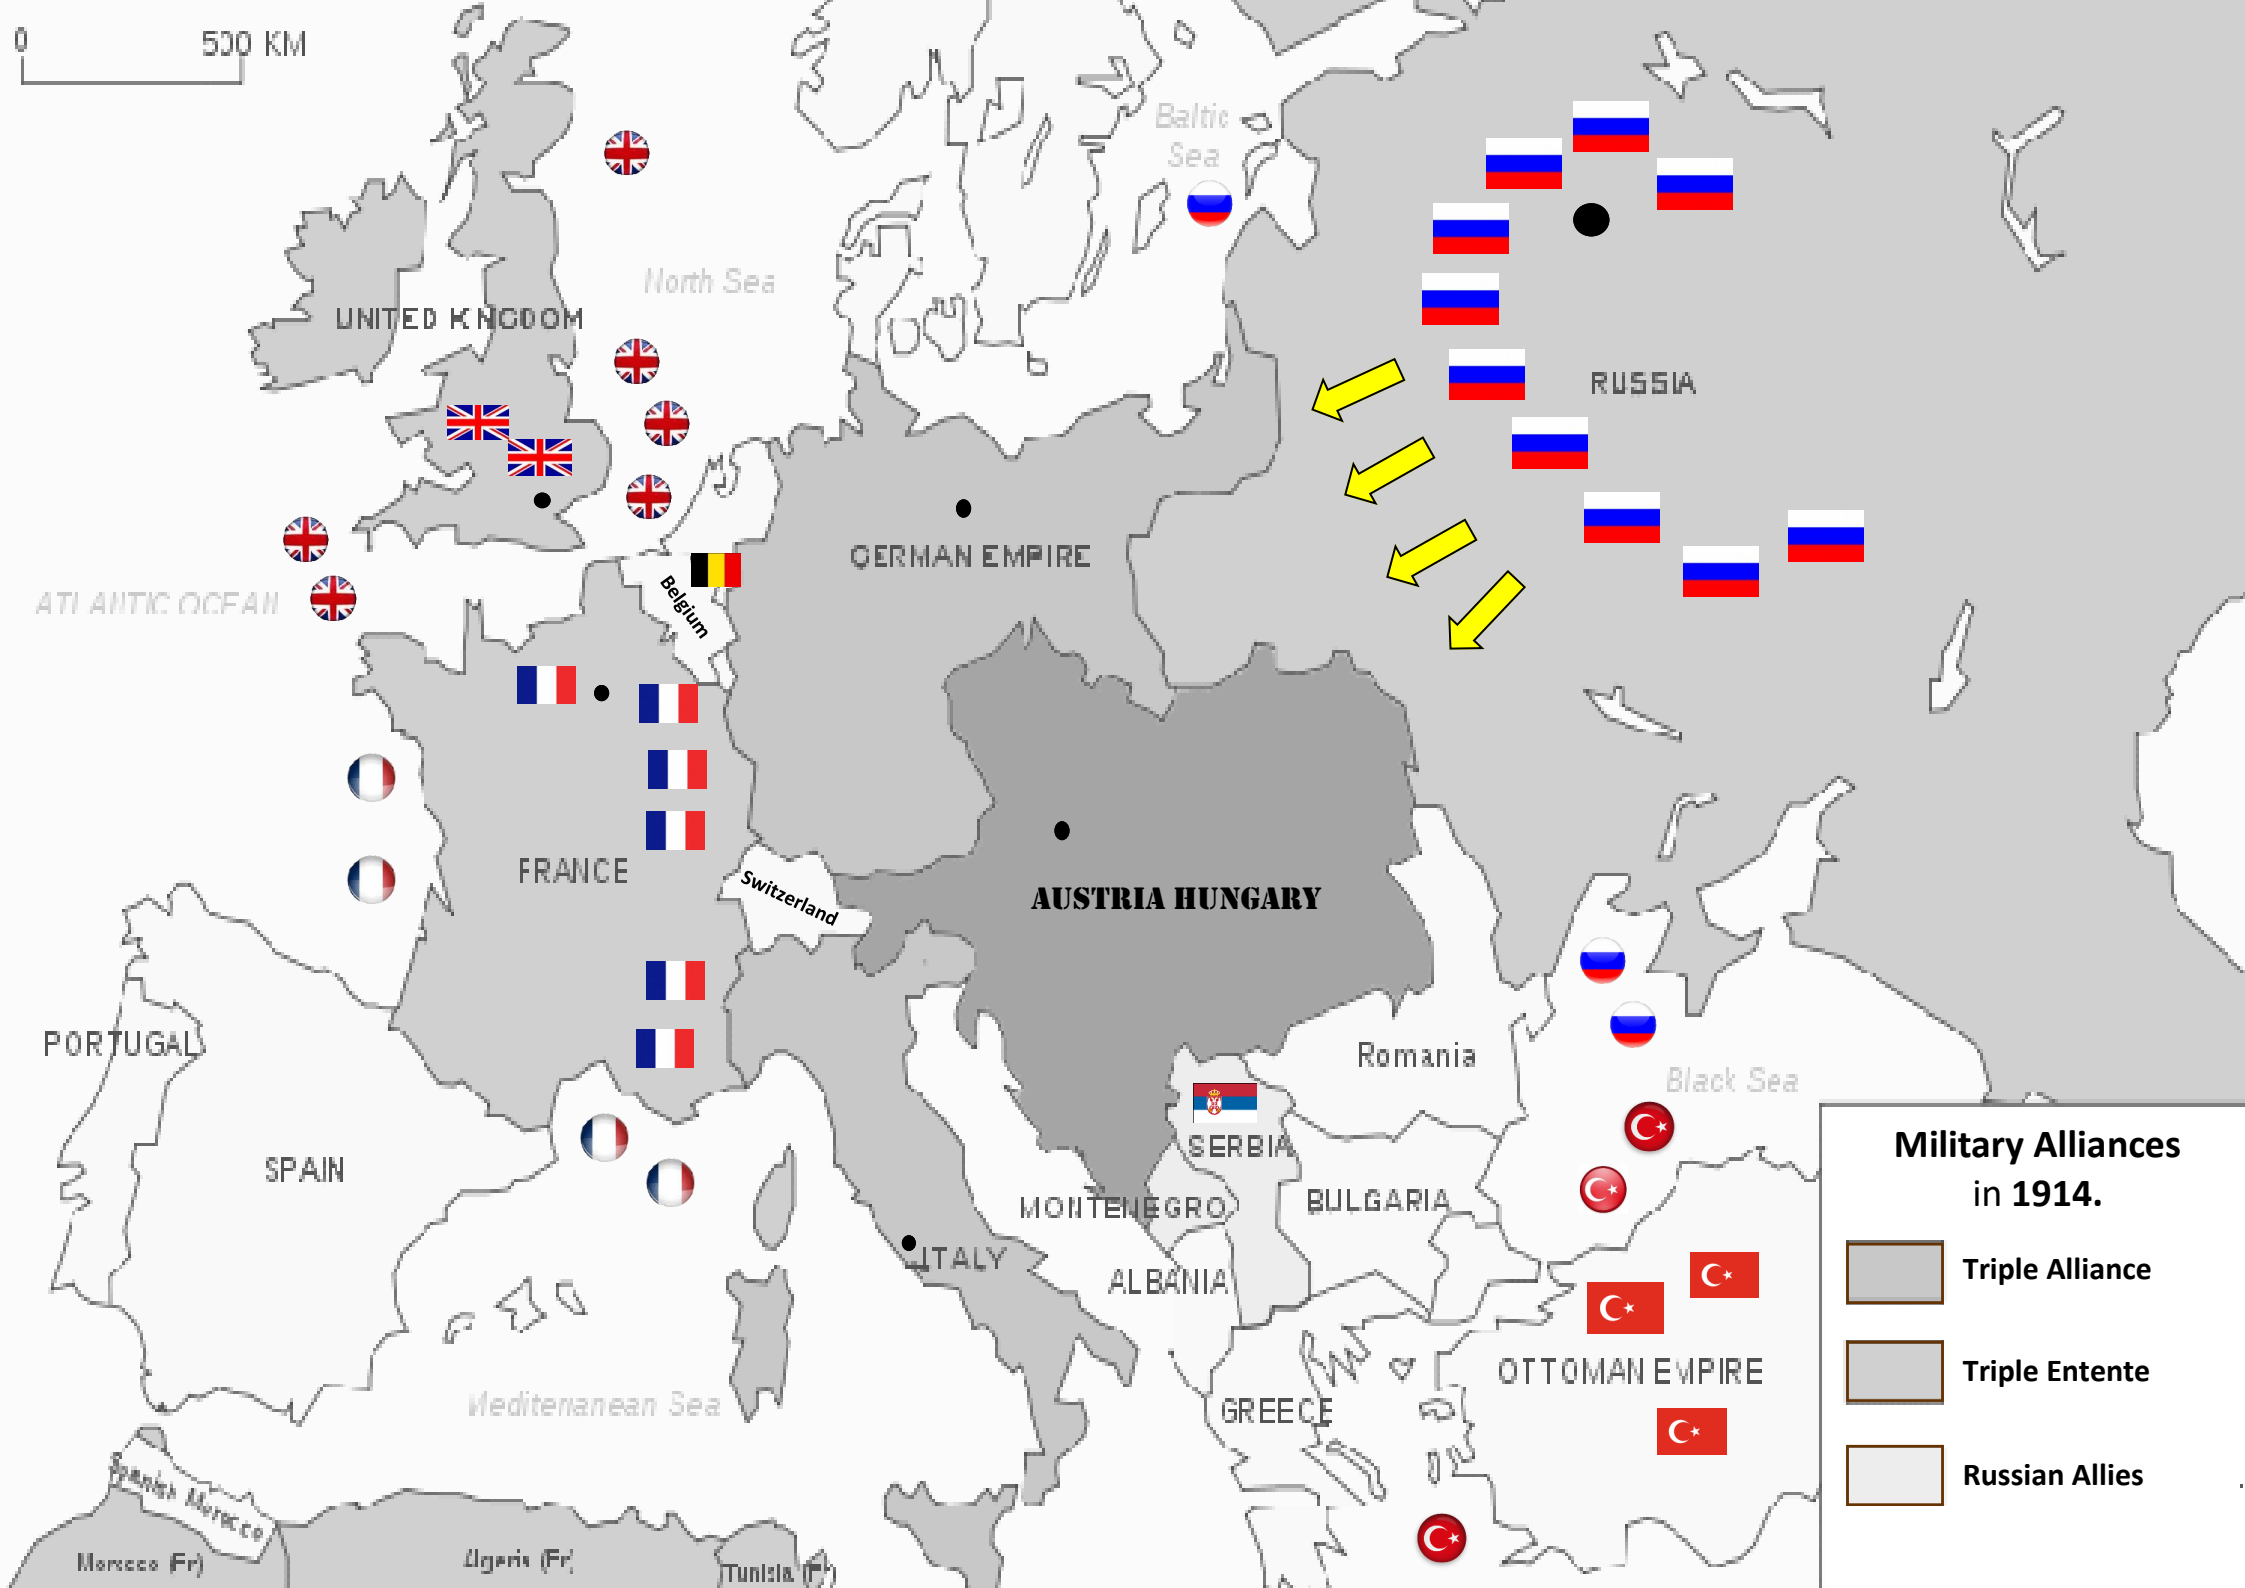 0 500 KM
Baltic
Sea
North Sea
UNITED KINGDOM
RUSSIA
GERMAN EMPIRE
ATLANTIC OCEAN
Belgium
FRANCE
Switzerland
AUSTRIA HUNGARY
PORTUGAL
Romania
Black Sea
SPAIN
SERBIA
MONTENEGRO
BULGARIA
ITALY
ALBANIA
OTTOMAN EMPIRE
Mediterranean Sea
GREECE
Spanish Morocco
Morocco (Fr)
Algeria (Fr)
Tunisia (Fr)
Military Alliances
in 1914.
Triple Alliance
Triple Entente
Russian Allies